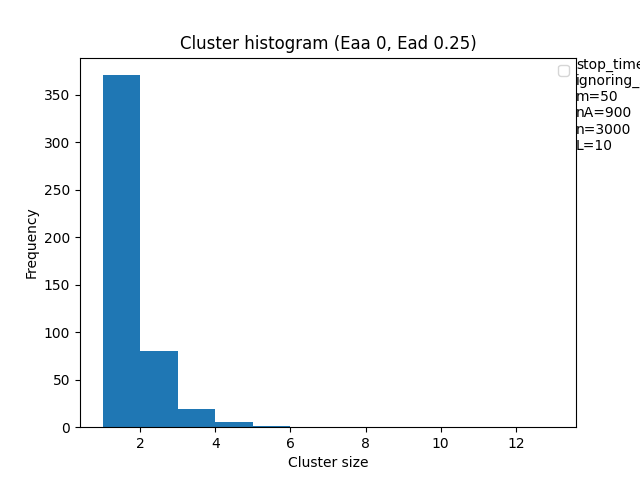 Cluster histogram (Eaa 0, Ead 0.25)
stop_time
ignoring_
m=50
nA=900
n=3000
L=10
350
300
250
200
150
100
50
0
Frequency
2 4 6 8 10 12
Cluster size